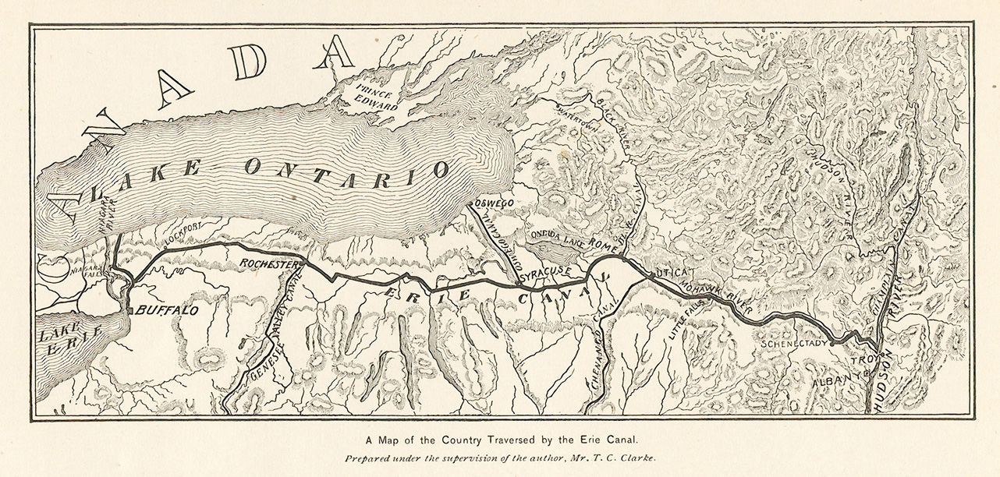 CANADA
PRINCE
EDWARD
LAKE ONTARIO
NIAGARA
RIVER
LOCKPORT
NIAGARA
FALLS
BUFFALO
LAKE
ERIE
ROCHESTER
GENESEE VALLEY CANAL
ERIE CANAL
OSWEGO
OSWEGO CANAL
SYRACUSE
ONEIDA LAKE
ROME
WATERTOWN
BLACK RIVER
BL. R. CANAL
UTICA
CHENANGO CANAL
MOHAWK RIVER
LITTLE FALLS
SCHENECTADY
TROY
ALBANY
HUDSON RIVER
CHAMPLAIN CANAL
HUDSON RIVER
A Map of the Country Traversed by the Erie Canal.
Prepared under the supervision of the author, Mr. T. C. Clarke.